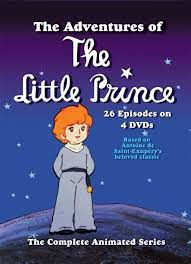 The Adventures of
The
Little Prince
26 Episodes on
4 DVDs
Based on
Antoine de
Saint-Exupéry's
beloved classic
The Complete Animated Series